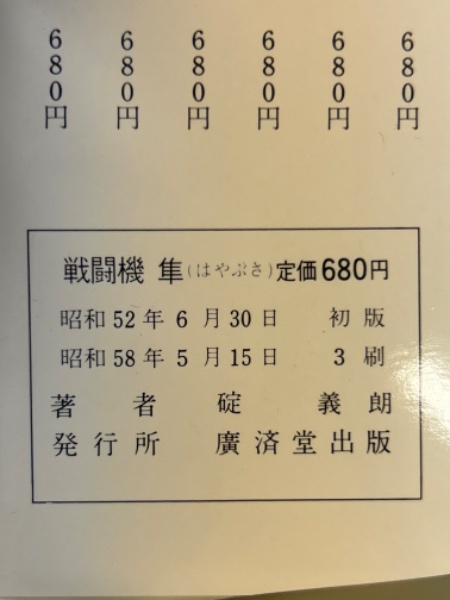 680円
680円
680円
680円
680円
680円
戦闘機 隼(はやぶさ)定価680円
昭和52年 6 月30日 初版
昭和58年 5 月15日 3 刷
著者 碇 義朗
発行所 廣済堂出版